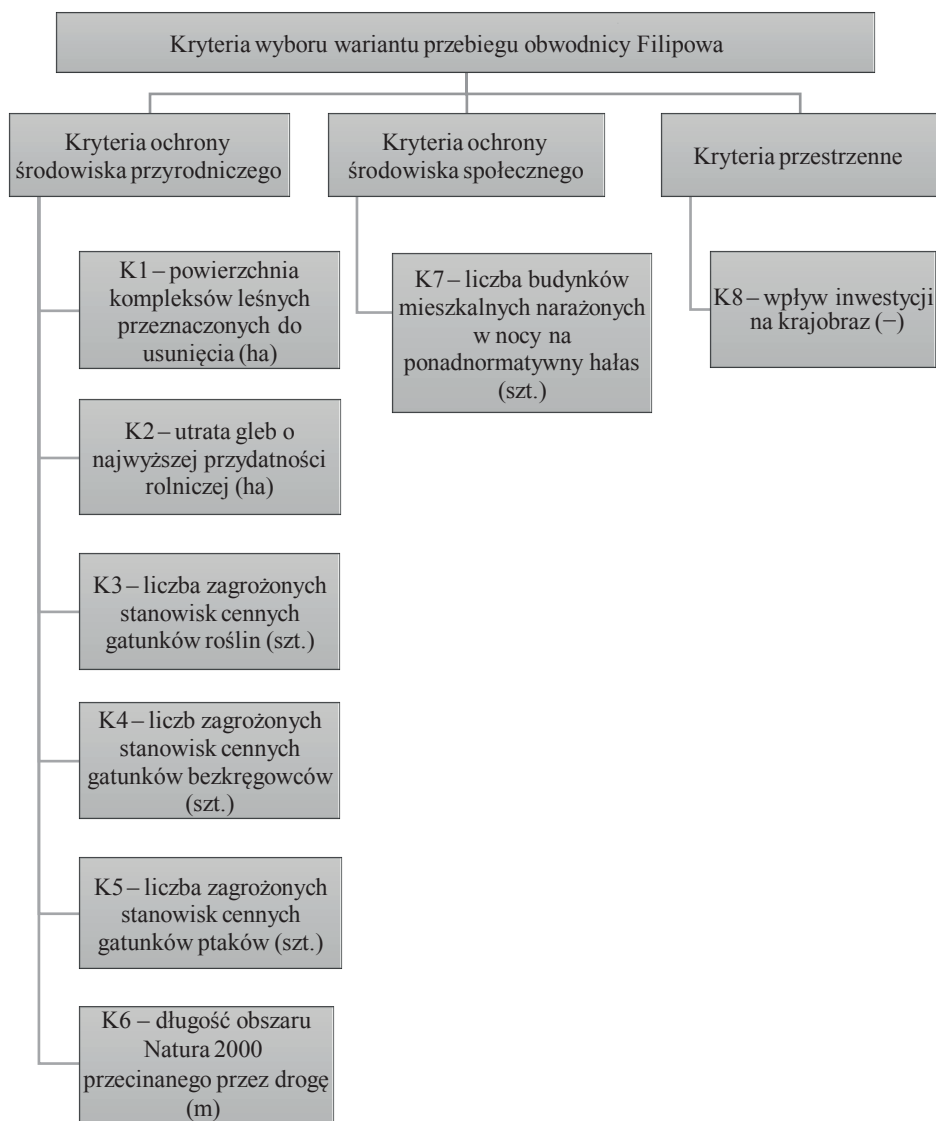 Kryteria wyboru wariantu przebiegu obwodnicy Filipowa
Kryteria ochrony
środowiska przyrodniczego
Kryteria ochrony
środowiska społecznego
Kryteria przestrzenne
K1 – powierzchnia
kompleksów leśnych
przeznaczonych do
usunięcia (ha)
K2 – utrata gleb o
najwyższej przydatności
rolniczej (ha)
K3 – liczba zagrożonych
stanowisk cennych
gatunków roślin (szt.)
K4 – liczb zagrożonych
stanowisk cennych
gatunków bezkręgowców
(szt.)
K5 – liczba zagrożonych
stanowisk cennych
gatunków ptaków (szt.)
K6 – długość obszaru
Natura 2000
przecinanego przez drogę
(m)
K7 – liczba budynków
mieszkalnych narażonych
w nocy na
ponadnormatywny hałas
(szt.)
K8 – wpływ inwestycji
na krajobraz (−)